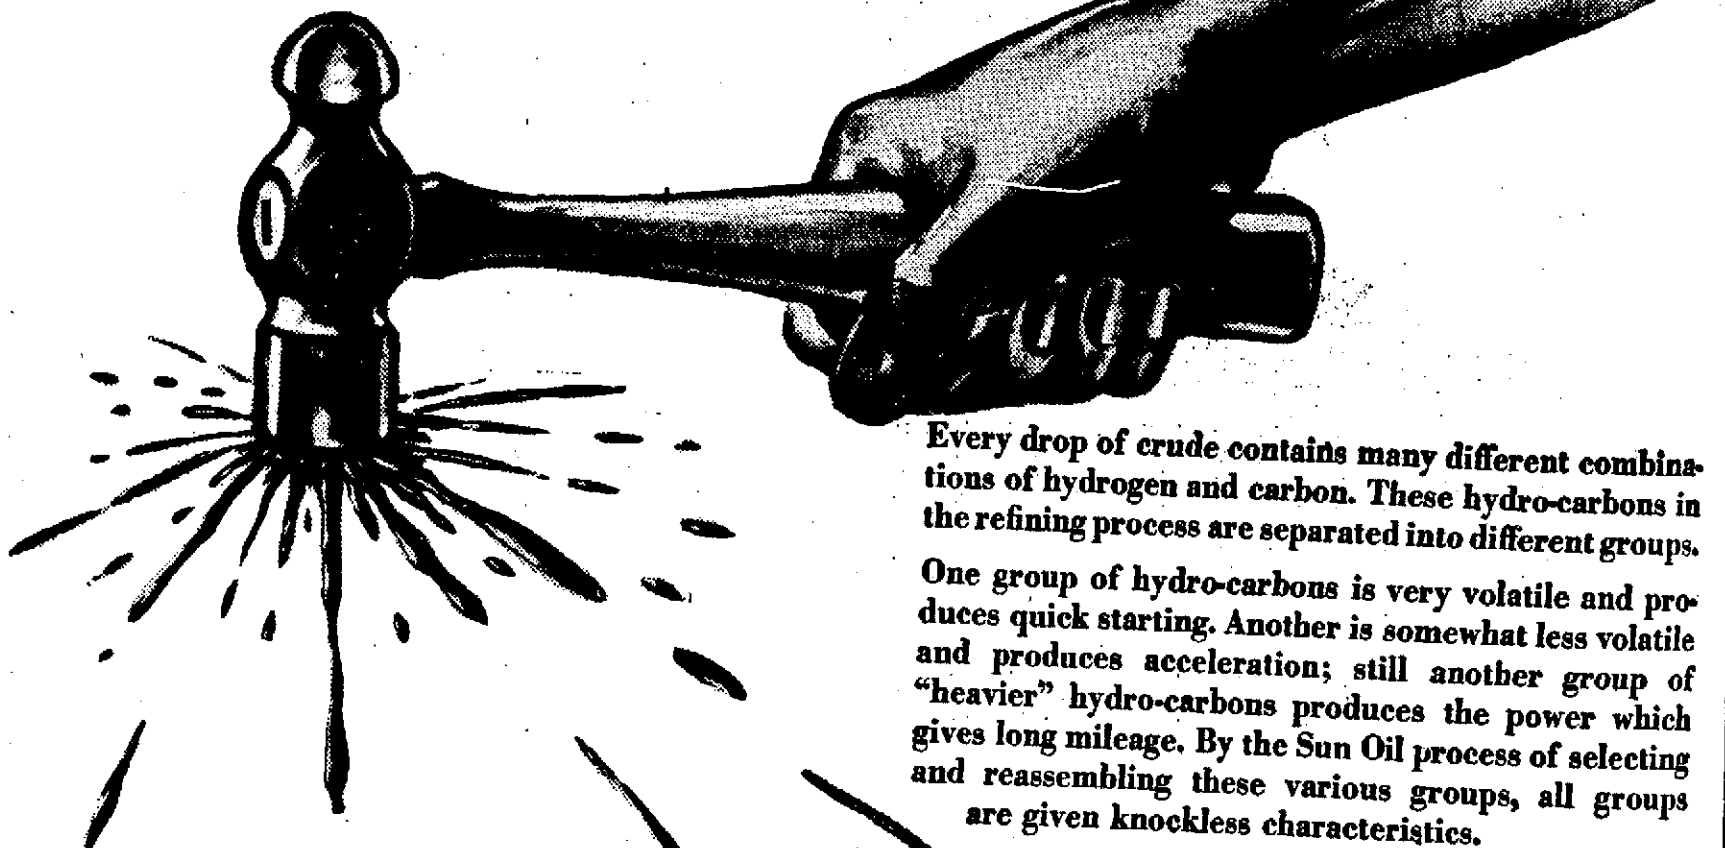 Every drop of crude contains many different combina-
tions of hydrogen and carbon. These hydro-carbons in
the refining process are separated into different groups.
One group of hydro-carbons is very volatile and pro-
duces quick starting. Another is somewhat less volatile
and produces acceleration; still another group of
“heavier” hydro-carbons produces the power which
gives long mileage. By the Sun Oil process of selecting
and reassembling these various groups, all groups
are given knockless characteristics.